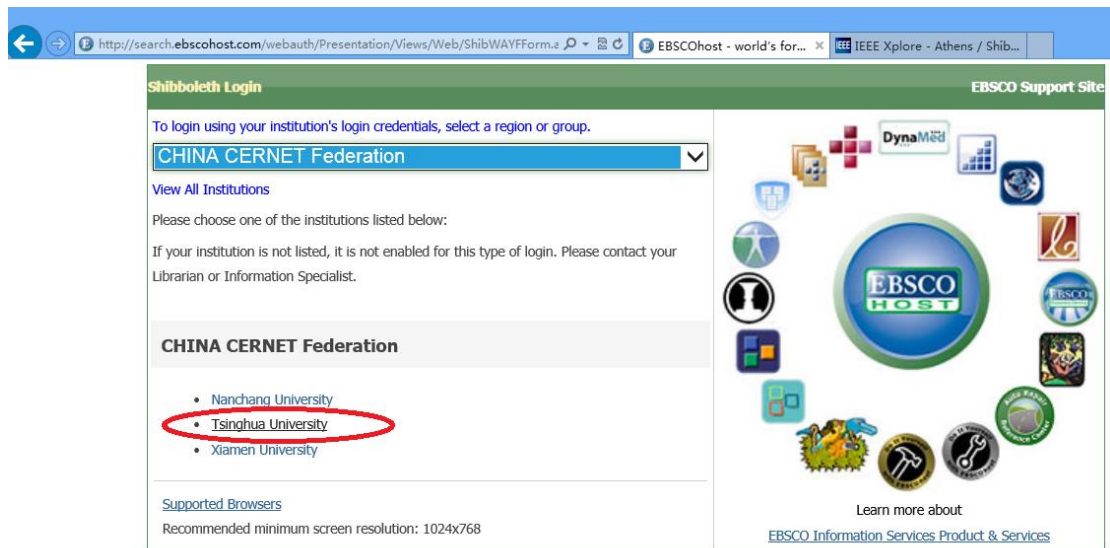 http://search.ebscohost.com/webauth/Presentation/Views/Web/ShibWAYFForm.a
EBSCOhost - world's for...
IEEE Xplore - Athens / Shib...
Shibboleth Login
EBSCO Support Site
To login using your institution's login credentials, select a region or group.
CHINA CERNET Federation
View All Institutions
Please choose one of the institutions listed below:
If your institution is not listed, it is not enabled for this type of login. Please contact your
Librarian or Information Specialist.
CHINA CERNET Federation
Nanchang University
Tsinghua University
Xiamen University
Supported Browsers
Recommended minimum screen resolution: 1024x768
DynaMed
EBSCO
HOST
EBSCO
Auto Repair
Reference Center
Learn more about
EBSCO Information Services Product & Services